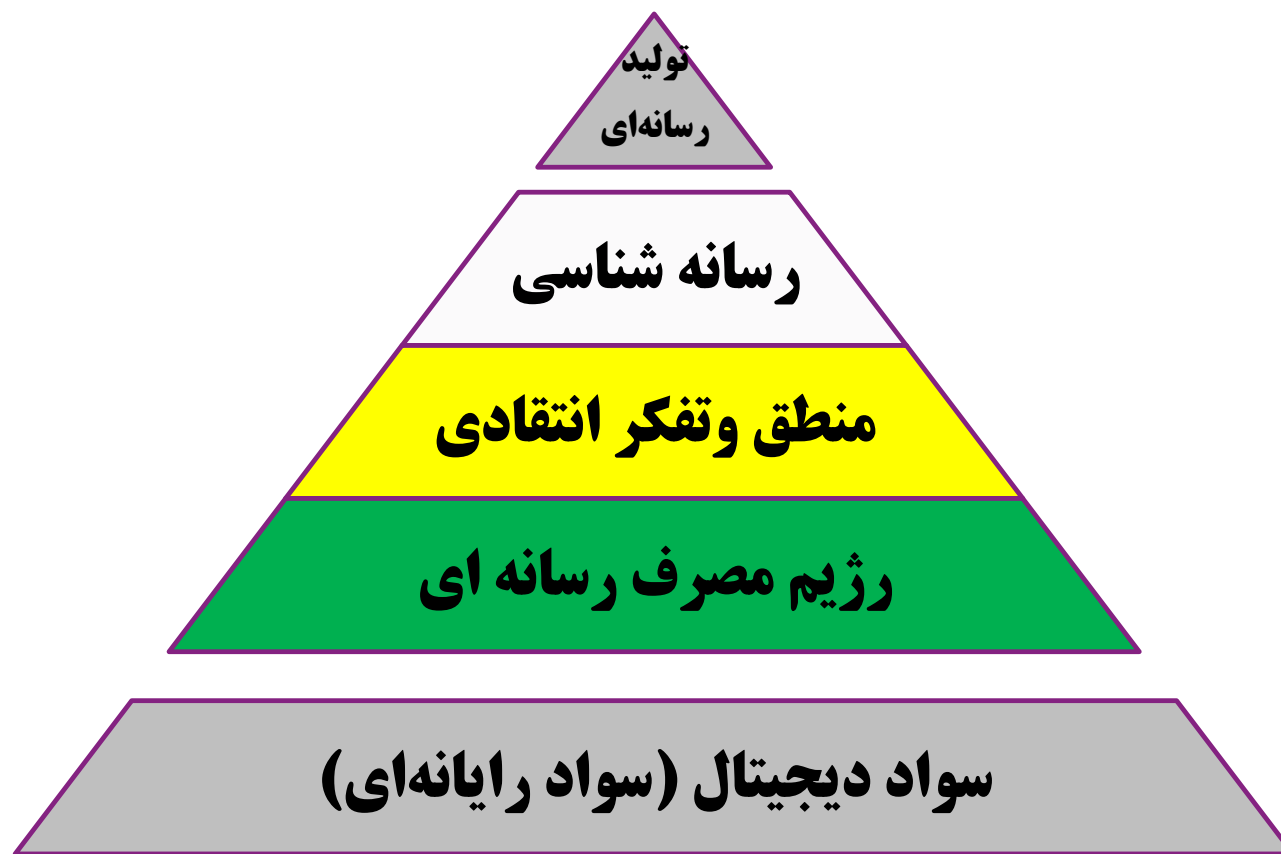 تولید
رسانه‌ای
رسانه شناسی
منطق وتفکر انتقادی
رژیم مصرف رسانه ای
سواد دیجیتال (سواد رایانه‌ای)